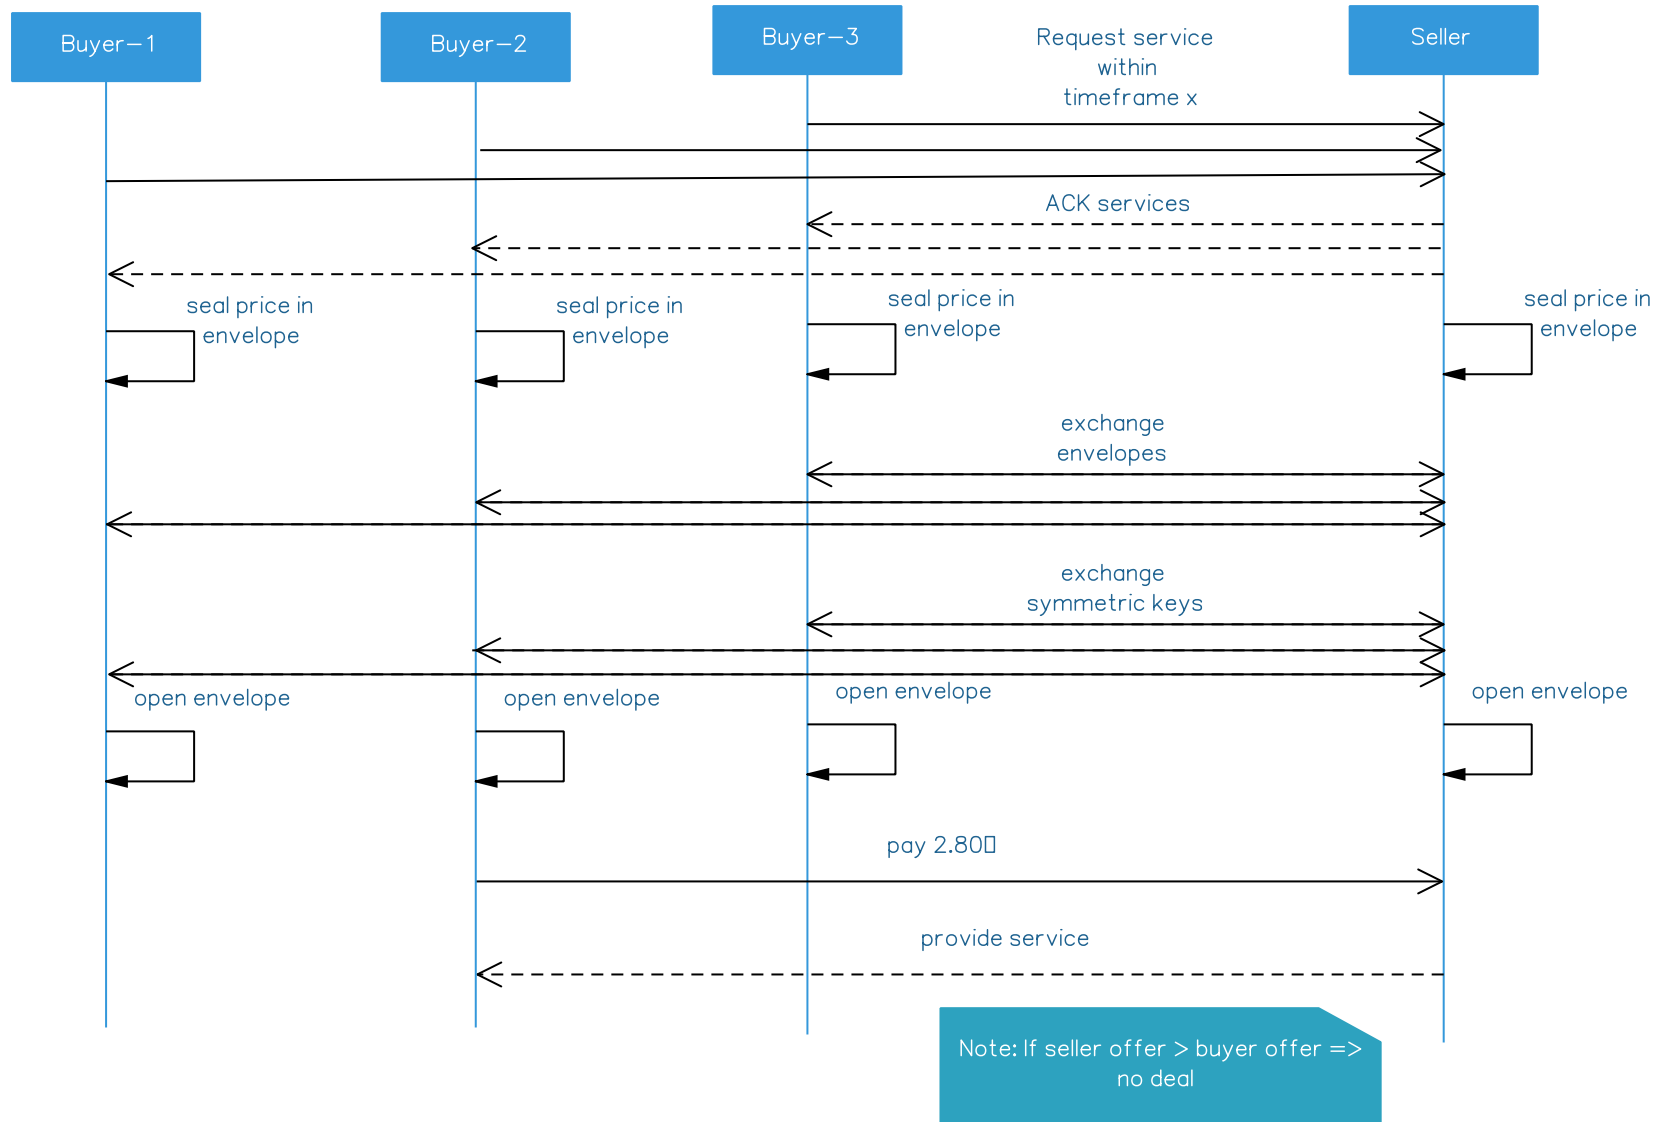 Buyer-1
Buyer-2
Buyer-3
Seller
Request service
within
timeframe x
ACK services
seal price in
envelope
seal price in
envelope
seal price in
envelope
seal price in
envelope
exchange
envelopes
exchange
symmetric keys
open envelope
open envelope
open envelope
open envelope
pay 2.80▯
provide service
Note: If seller offer > buyer offer =>
no deal